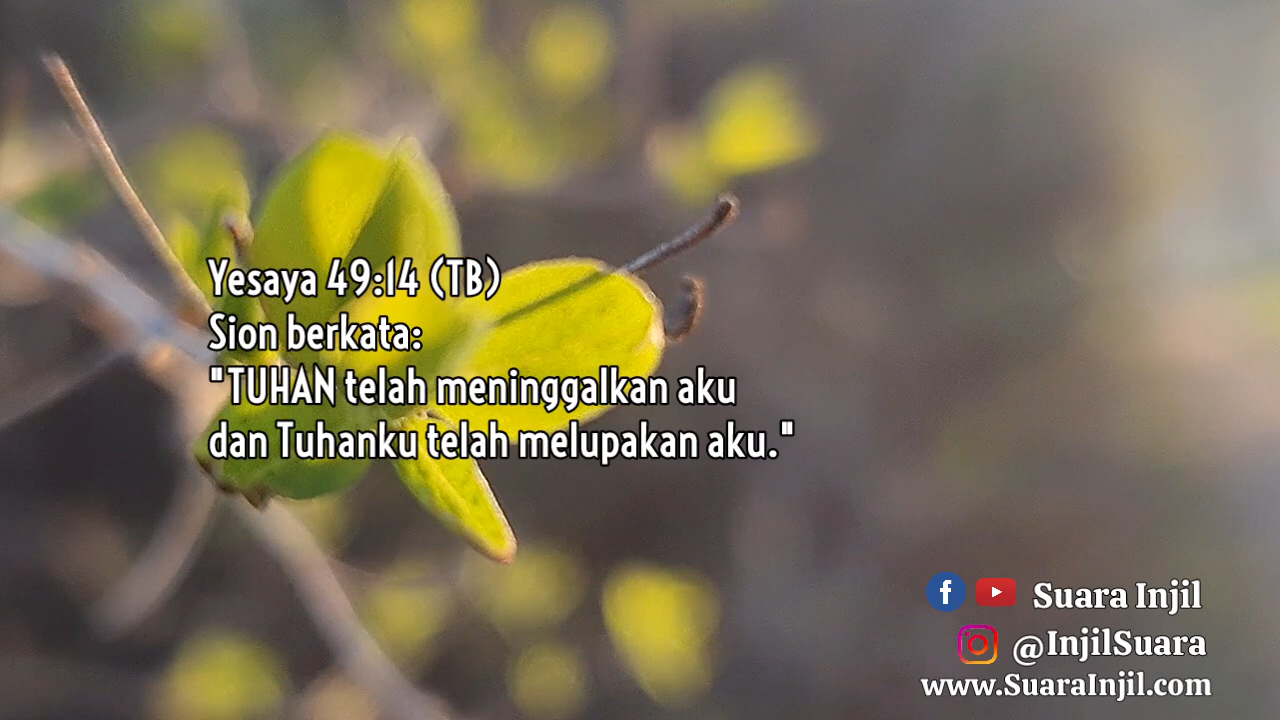 Yesaya 49:14 (TB)
Sion berkata:
"TUHAN telah meninggalkan aku
dan Tuhanku telah melupakan aku."
Suara Injil
@InjilSuara
www.SuaraInjil.com